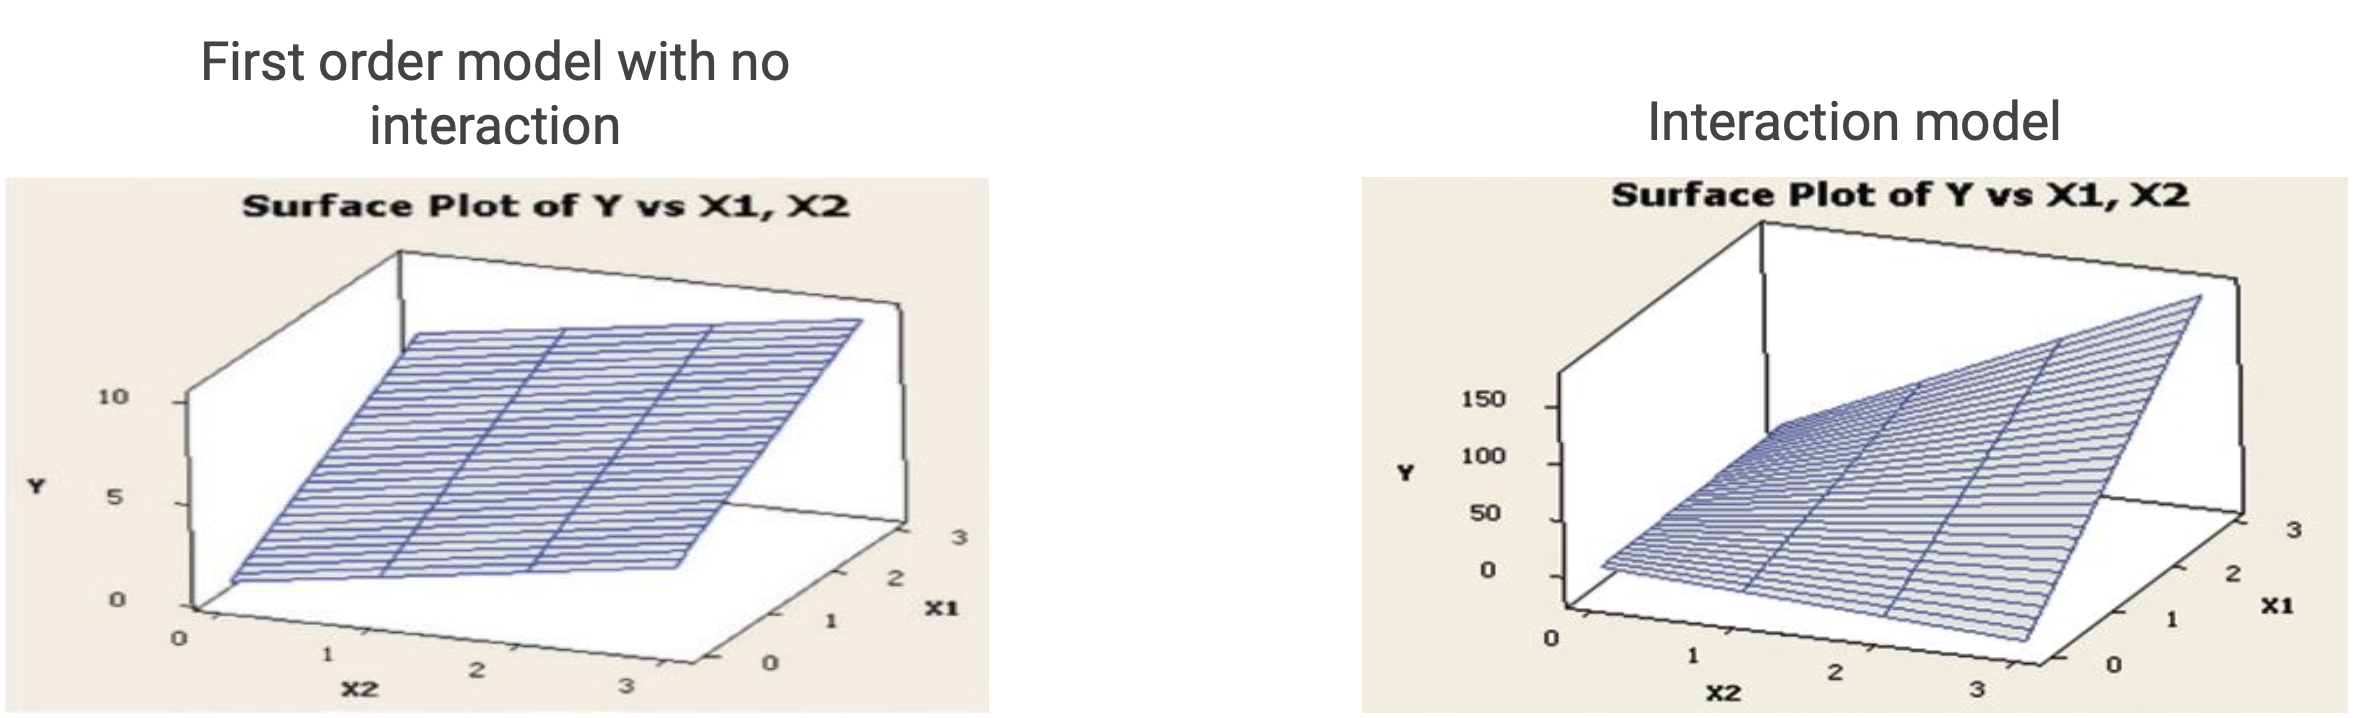 First order model with no
interaction
Surface Plot of Y vs X1, X2
10
5
0
Y
0
1
2
3
X2
0
1
2
3
X1
Interaction model
Surface Plot of Y vs X1, X2
150
100
50
0
Y
0
1
2
3
X2
0
1
2
3
X1